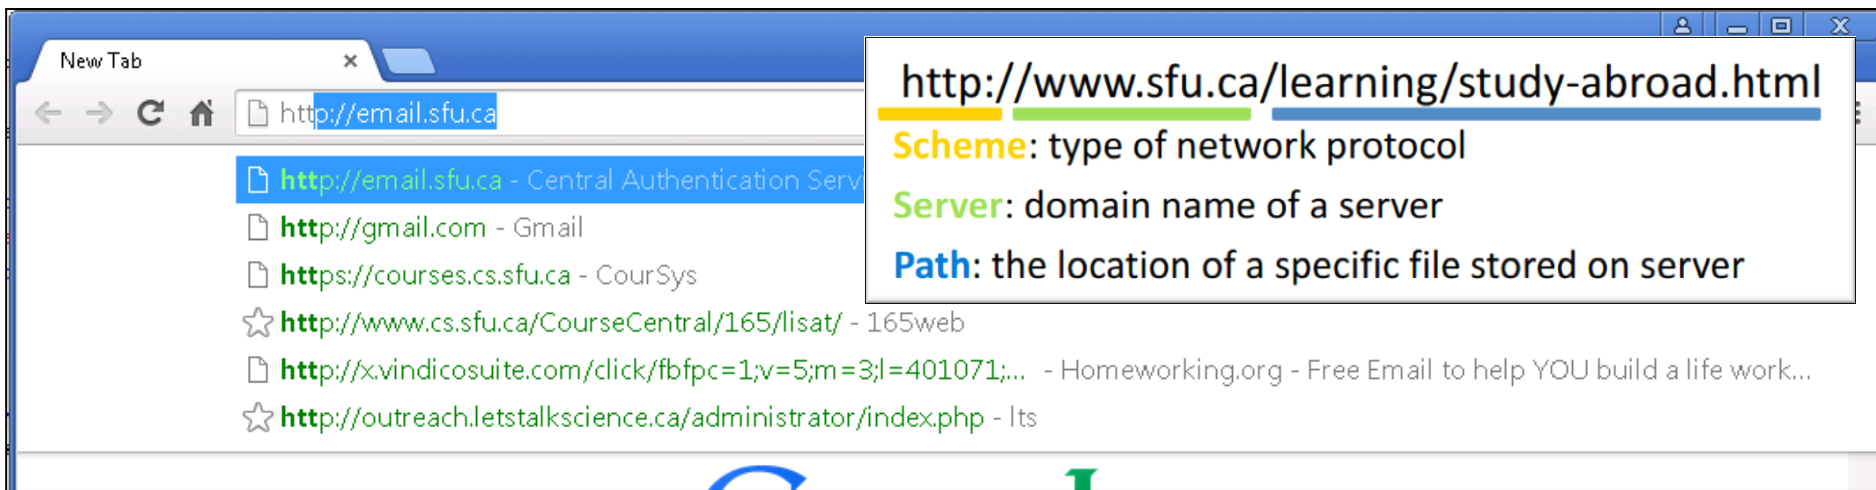 New Tab
http://email.sfu.ca
http://email.sfu.ca - Central Authentication Serv
http://gmail.com - Gmail
https://courses.cs.sfu.ca - CourSys
http://www.cs.sfu.ca/CourseCentral/165/lisat/ - 165web
http://x.vindicosuite.com/click/fbfpc=1;v=5;m=3;l=401071;... - Homeworking.org - Free Email to help YOU build a life work...
http://outreach.letstalkscience.ca/administrator/index.php - lts
http://www.sfu.ca/learning/study-abroad.html
Scheme: type of network protocol
Server: domain name of a server
Path: the location of a specific file stored on server